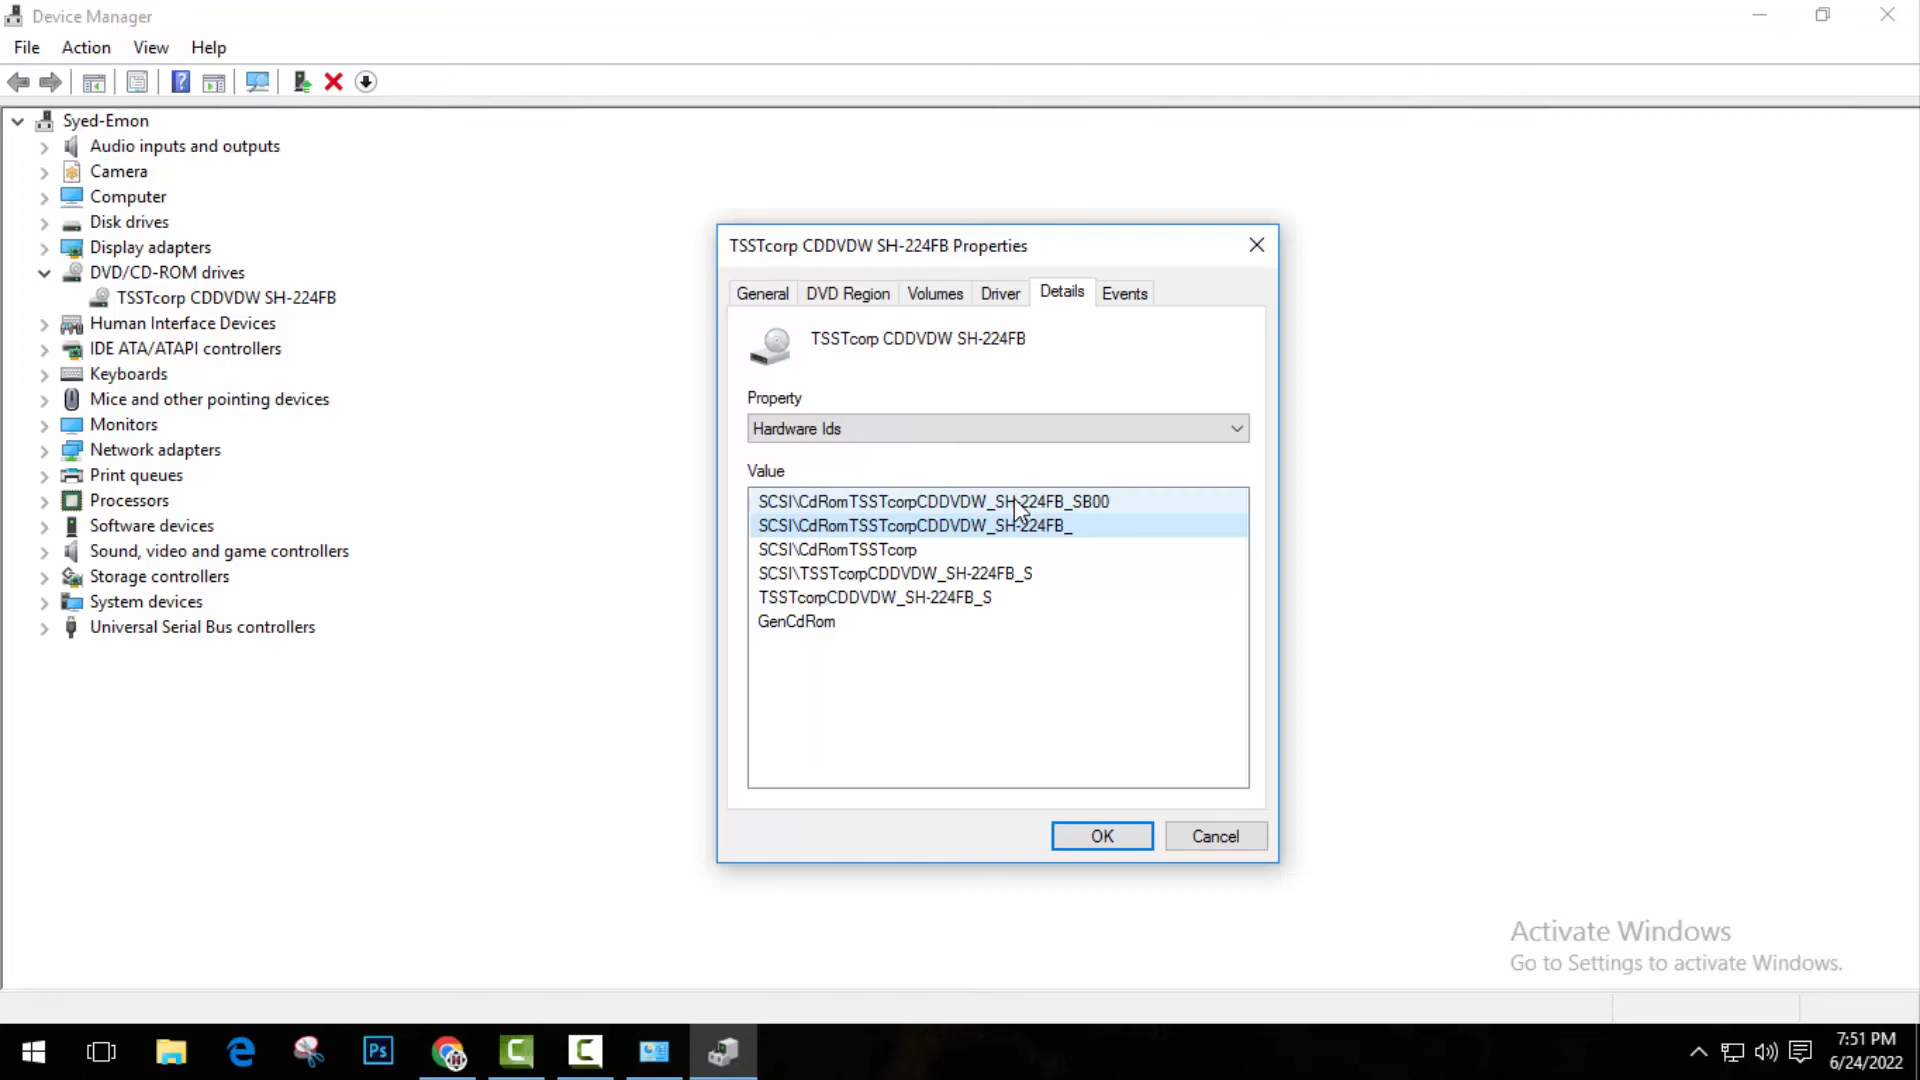 Device Manager
File Action View Help
Syed-Emon
Audio inputs and outputs
Camera
Computer
Disk drives
Display adapters
DVD/CD-ROM drives
TSSTcorp CDDVDW SH-224FB
Human Interface Devices
IDE ATA/ATAPI controllers
Keyboards
Mice and other pointing devices
Monitors
Network adapters
Print queues
Processors
Software devices
Sound, video and game controllers
Storage controllers
System devices
Universal Serial Bus controllers
TSSTcorp CDDVDW SH-224FB Properties
General DVD Region Volumes Driver Details Events
TSSTcorp CDDVDW SH-224FB
Property
Hardware Ids
Value
SCSI\CdRomTSSTcorpCDDVDW_SH-224FB_SB00
SCSI\CdRomTSSTcorpCDDVDW_SH-224FB_
SCSI\CdRomTSSTcorp
SCSI\TSSTcorpCDDVDW_SH-224FB_S
TSSTcorpCDDVDW_SH-224FB_S
GenCdRom
OK Cancel
Activate Windows
Go to Settings to activate Windows.
Ps
7:51 PM
6/24/2022